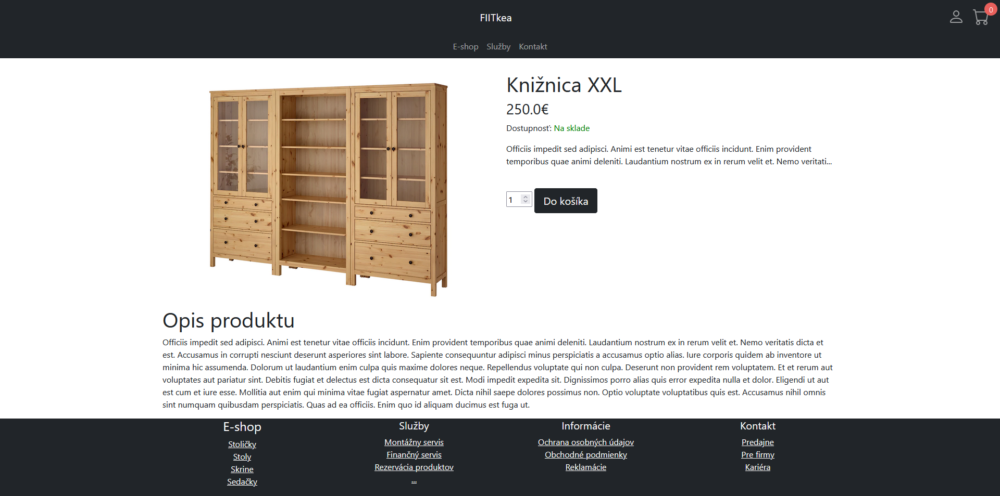 FIITkea
0
E-shop Služby Kontakt
Knižnica XXL
250.0€
Dostupnosť: Na sklade
Officiis impedit sed adipisci. Animi est tenetur vitae officiis incidunt. Enim provident
temporibus quae animi deleniti. Laudantium nostrum ex in rerum velit et. Nemo veritati...
1
Do košíka
Opis produktu
Officiis impedit sed adipisci. Animi est tenetur vitae officiis incidunt. Enim provident temporibus quae animi deleniti. Laudantium nostrum ex in rerum velit et. Nemo veritatis dicta et
est. Accusamus in corrupti nesciunt deserunt asperiores sint labore. Sapiente consequuntur adipisci minus perspiciatis a accusamus optio alias. Iure corporis quidem ab inventore ut
minima hic assumenda. Dolorum ut laudantium enim culpa quis maxime dolores neque. Repellendus voluptate qui non culpa. Deserunt non provident rem voluptatem. Et et rerum aut
voluptates aut pariatur sint. Debitis fugiat et delectus est dicta consequatur sit est. Modi impedit expedita sit. Dignissimos porro alias quis error expedita nulla et dolor. Eligendi ut aut
est cum et iure esse. Mollitia aut enim qui minima vitae fugiat aspernatur amet. Dicta nihil saepe dolores possimus non. Optio voluptate voluptatibus quis est. Accusamus nihil omnis
sint numquam quibusdam perspiciatis. Quas ad ea officiis. Enim quo id aliquam ducimus est fuga ut.
E-shop
Stoličky
Stoly
Skrine
Sedačky
Služby
Montážny servis
Finančný servis
Rezervácia produktov
...
Informácie
Ochrana osobných údajov
Obchodné podmienky
Reklamácie
Kontakt
Predajne
Pre firmy
Kariéra